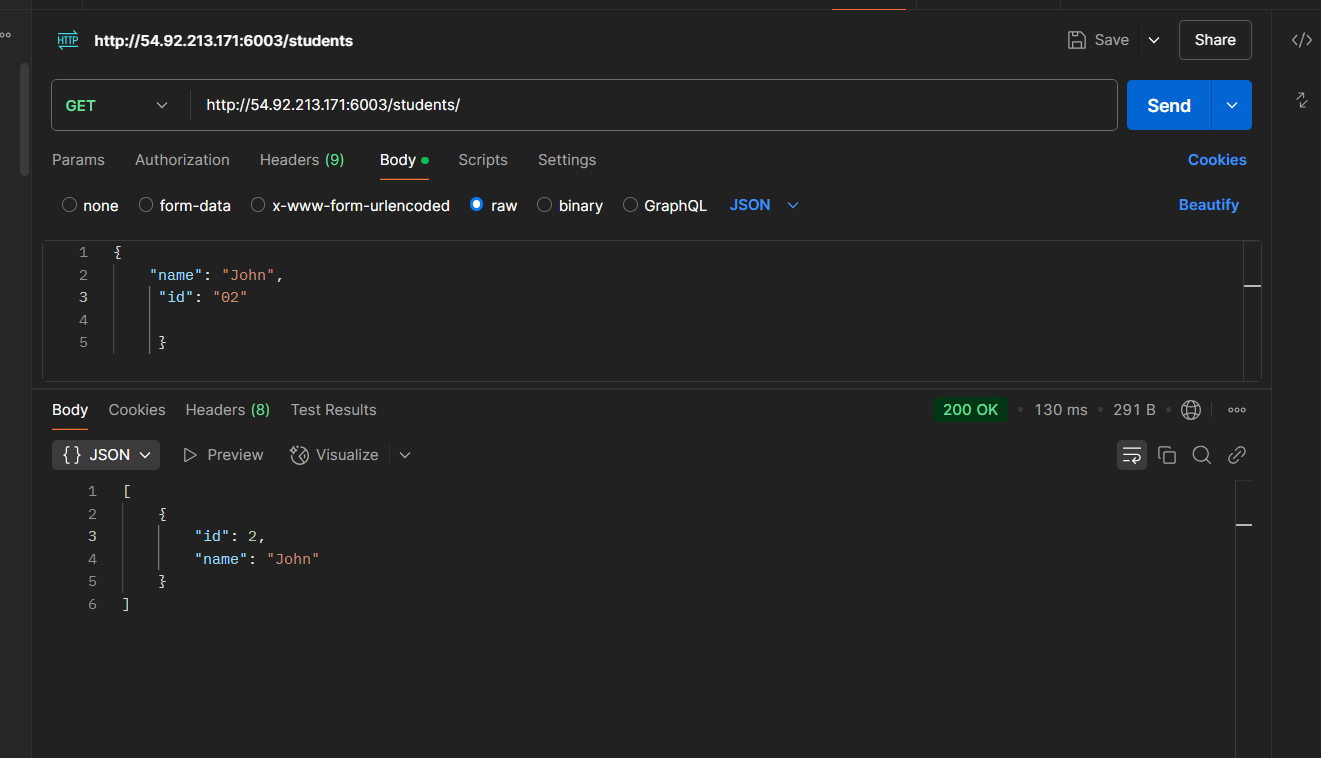 HTTP http://54.92.213.171:6003/students Save Share
GET http://54.92.213.171:6003/students/ Send
Params Authorization Headers (9) Body Scripts Settings Cookies
none form-data x-www-form-urlencoded raw binary GraphQL JSON Beautify
1 {
2 "name": "John",
3 "id": "02"
4
5 }
Body Cookies Headers (8) Test Results 200 OK • 130 ms • 291 B •
{} JSON Preview Visualize
1 [
2 {
3 "id": 2,
4 "name": "John"
5 }
6 ]